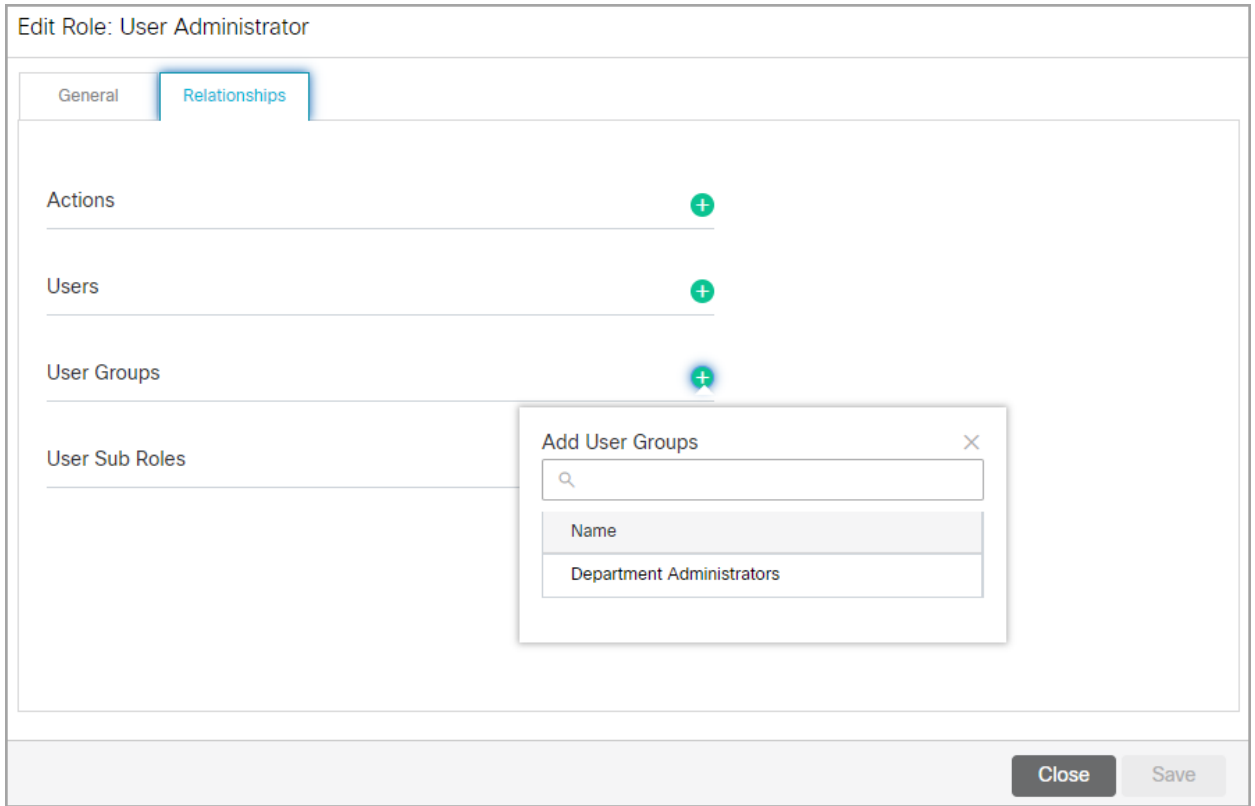 Edit Role: User Administrator
General Relationships
Actions
Users
User Groups
Add User Groups
User Sub Roles
Name
Department Administrators
Close Save